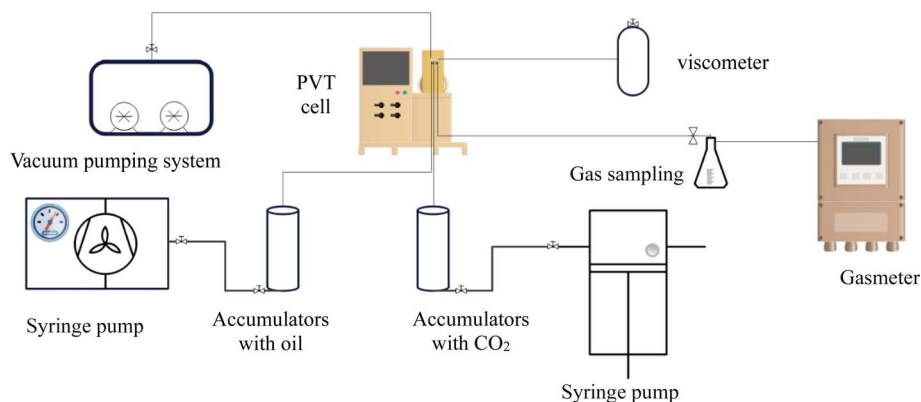 PVT
cell
viscometer
Vacuum pumping system
Gas sampling
Gasmeter
Syringe pump
Accumulators
with oil
Accumulators
with CO₂
Syringe pump